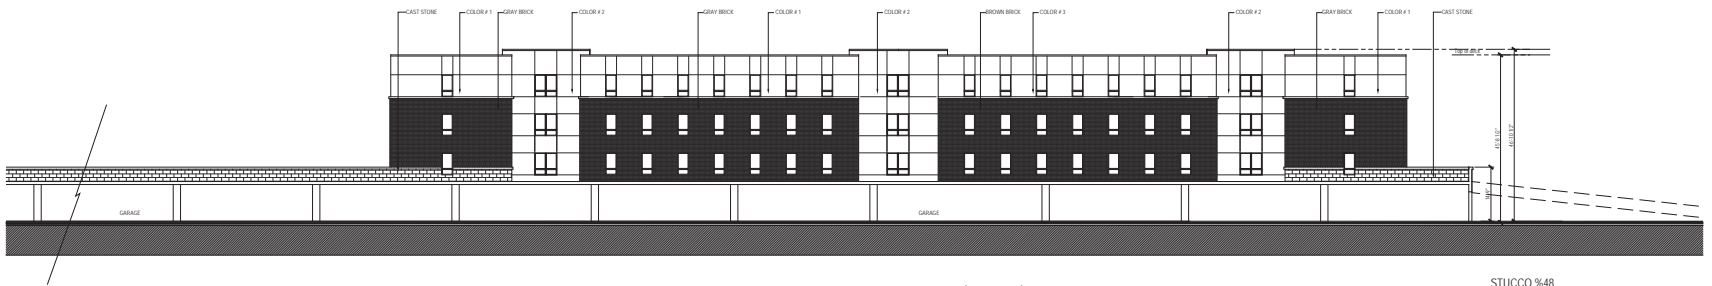 CAST STONE
COLOR # 1
GRAY BRICK
COLOR # 2
GRAY BRICK
COLOR # 1
COLOR # 2
BROWN BRICK
COLOR # 3
COLOR # 2
GRAY BRICK
COLOR # 1
CAST STONE
GARAGE
GARAGE
STUCCO %48